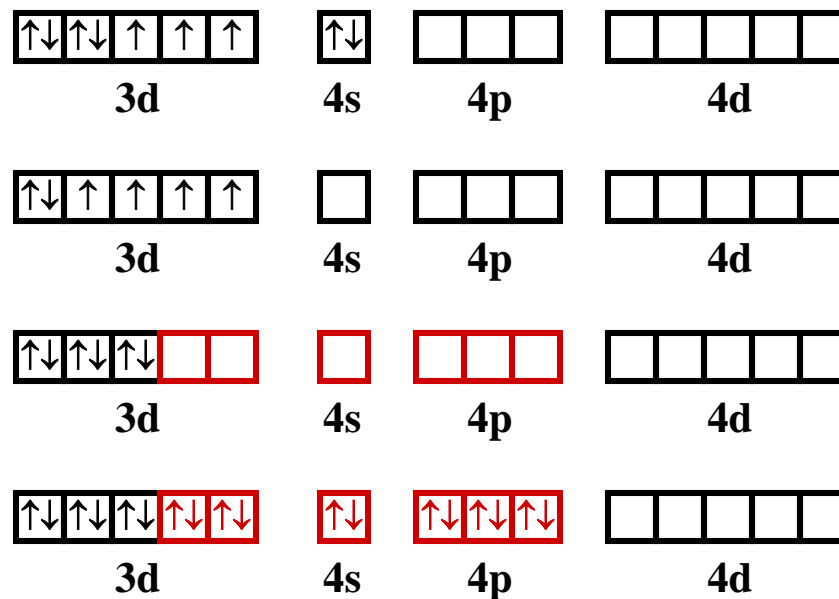 ↑↓ ↑↓ ↑ ↑ ↑ ↑↓
3d 4s 4p 4d
↑↓ ↑ ↑ ↑ ↑
3d 4s 4p 4d
↑↓ ↑↓ ↑↓
3d 4s 4p 4d
↑↓ ↑↓ ↑↓ ↑↓ ↑↓ ↑↓ ↑↓ ↑↓ ↑↓
3d 4s 4p 4d